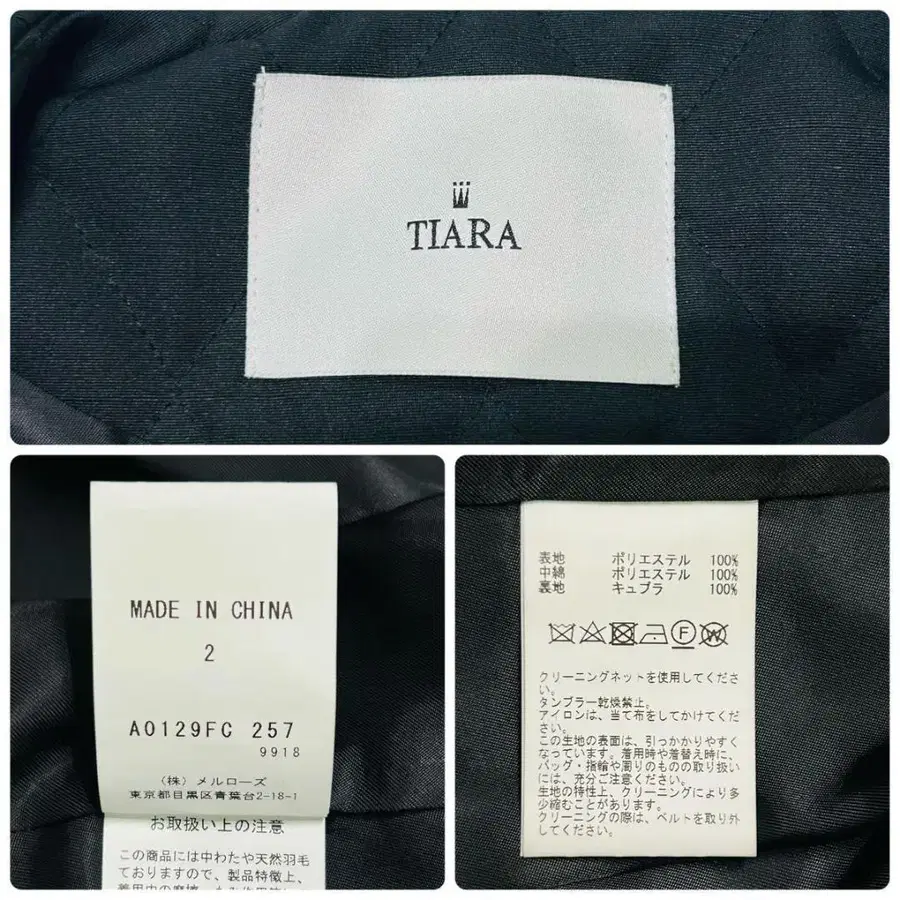 TIARA
MADE IN CHINA
2
A0129FC 257
9918
(株) メルローズ
東京都目黒区青葉台2-18-1
お取扱い上の注意
この商品には中わたや天然羽毛
ておりますので、製品特徴上、
表地 ポリエステル 100%
中綿 ポリエステル 100%
裏地 キュプラ 100%
F
W
クリーニングネットを使用してくださ
い。
タンブラー乾燥禁止。
アイロンは、当て布をしてかけてくだ
さい。
この生地の表面は、引っかかりやすく
なっています。着用時や着替え時に、
バッグ・指輪や周りのものの取り扱い
には、充分ご注意ください。
生地の特性上、クリーニングにより多
少縮むことがあります。
クリーニングの際は、ベルトを取り外
してください。